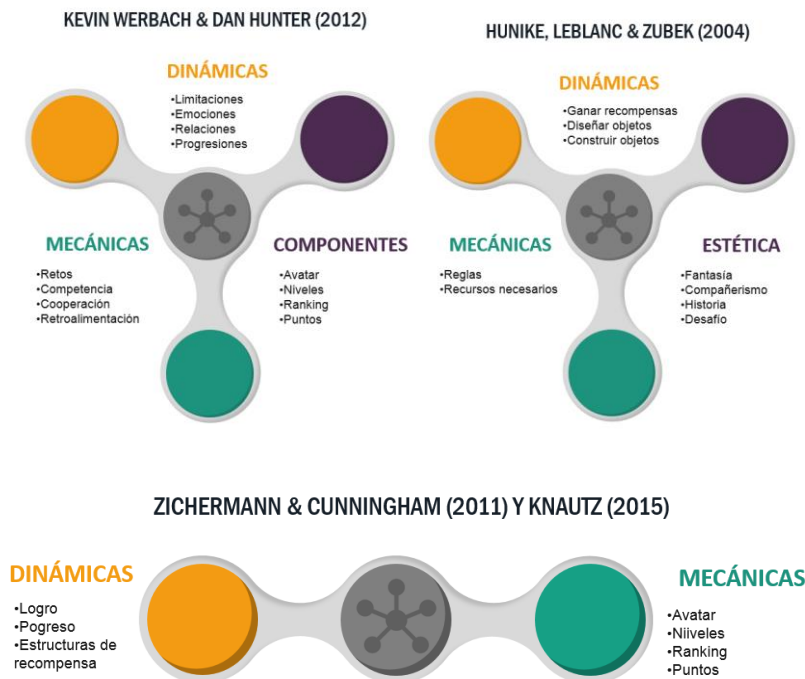 KEVIN WERBACH & DAN HUNTER (2012)
DINÁMICAS
•Limitaciones
•Emociones
•Relaciones
•Progresiones
MECÁNICAS
•Retos
•Competencia
•Cooperación
•Retroalimentación
COMPONENTES
•Avatar
•Niveles
•Ranking
•Puntos
HUNIKE, LEBLANC & ZUBEK (2004)
DINÁMICAS
•Ganar recompensas
•Diseñar objetos
•Construir objetos
MECÁNICAS
•Reglas
•Recursos necesarios
ESTÉTICA
•Fantasía
•Compañerismo
•Historia
•Desafío
ZICHERMANN & CUNNINGHAM (2011) Y KNAUTZ (2015)
DINÁMICAS
•Logro
•Pogreso
•Estructuras de
recompensa
MECÁNICAS
•Avatar
•Niiveles
•Ranking
•Puntos